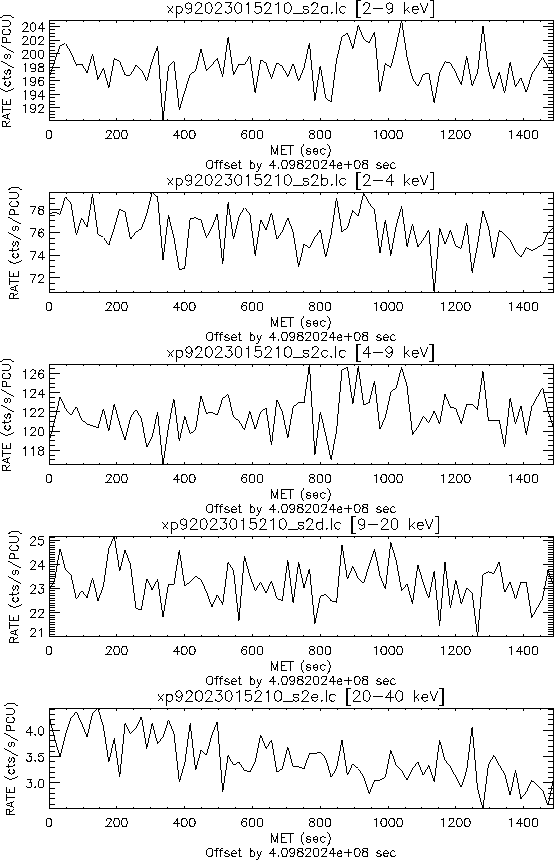 xp92023015210_s2a.lc [2-9 keV]
RATE (cts/s/PCU)
204
202
200
198
196
194
192
0 200 400 600 800 1000 1200 1400
MET (sec)
Offset by 4.0982024e+08 sec
xp92023015210_s2b.lc [2-4 keV]
RATE (cts/s/PCU)
78
76
74
72
0 200 400 600 800 1000 1200 1400
MET (sec)
Offset by 4.0982024e+08 sec
xp92023015210_s2c.lc [4-9 keV]
RATE (cts/s/PCU)
126
124
122
120
118
0 200 400 600 800 1000 1200 1400
MET (sec)
Offset by 4.0982024e+08 sec
xp92023015210_s2d.lc [9-20 keV]
RATE (cts/s/PCU)
25
24
23
22
21
0 200 400 600 800 1000 1200 1400
MET (sec)
Offset by 4.0982024e+08 sec
xp92023015210_s2e.lc [20-40 keV]
RATE (cts/s/PCU)
4.0
3.5
3.0
0 200 400 600 800 1000 1200 1400
MET (sec)
Offset by 4.0982024e+08 sec